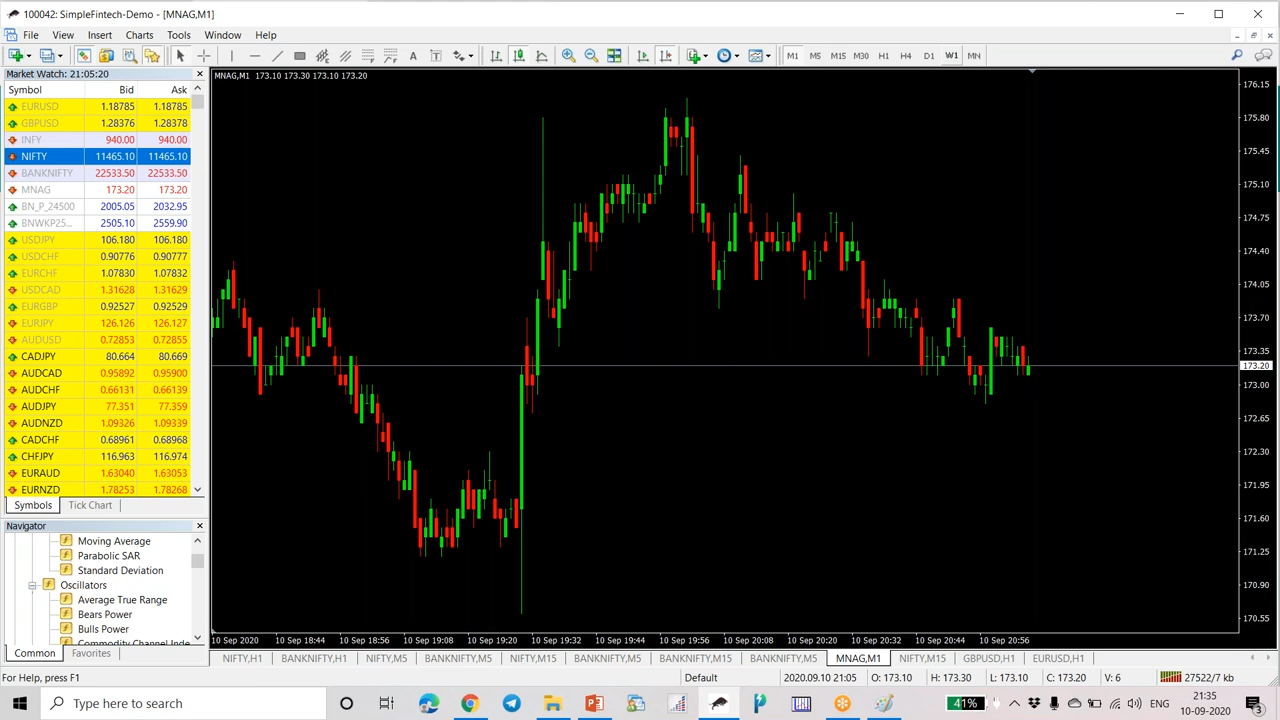 100042: SimpleFintech-Demo - [MNAG,M1]
File View Insert Charts Tools Window Help
M1 M5 M15 M30 H1 H4 D1 W1 MN
Market Watch: 21:05:20
Symbol Bid Ask
EURUSD 1.18785 1.18785
GBPUSD 1.28376 1.28378
INFY 940.00 940.00
NIFTY 11465.10 11465.10
BANKNIFTY 22533.50 22533.50
MNAG 173.20 173.20
BN_P_24500 2005.05 2032.95
BNWKP25... 2505.10 2559.90
USDJPY 106.180 106.180
USDCHF 0.90776 0.90777
EURCHF 1.07830 1.07832
USDCAD 1.31628 1.31629
EURGBP 0.92527 0.92529
EURJPY 126.126 126.127
AUDUSD 0.72853 0.72855
CADJPY 80.664 80.669
AUDCAD 0.95892 0.95900
AUDCHF 0.66131 0.66139
AUDJPY 77.351 77.359
AUDNZD 1.09326 1.09339
CADCHF 0.68961 0.68968
CHFJPY 116.963 116.974
EURAUD 1.63040 1.63053
EURNZD 1.78253 1.78268
Symbols Tick Chart
Navigator
Moving Average
Parabolic SAR
Standard Deviation
Oscillators
Average True Range
Bears Power
Bulls Power
Commodity Channel Inde
Common Favorites
MNAG,M1 173.10 173.30 173.10 173.20
176.15
175.80
175.45
175.10
174.75
174.40
174.05
173.70
173.35
173.20
173.00
172.65
172.30
171.95
171.60
171.25
170.90
170.55
10 Sep 2020 10 Sep 18:44 10 Sep 18:56 10 Sep 19:08 10 Sep 19:20 10 Sep 19:32 10 Sep 19:44 10 Sep 19:56 10 Sep 20:08 10 Sep 20:20 10 Sep 20:32 10 Sep 20:44 10 Sep 20:56
NIFTY,H1 BANKNIFTY,H1 NIFTY,M5 BANKNIFTY,M5 NIFTY,M15 BANKNIFTY,M5 BANKNIFTY,M15 BANKNIFTY,M5 MNAG,M1 NIFTY,M15 GBPUSD,H1 EURUSD,H1
For Help, press F1 Default 2020.09.10 21:05 O: 173.10 H: 173.30 L: 173.10 C: 173.20 V: 6 27522/7 kb
Type here to search 41% ENG 21:35
10-09-2020 3